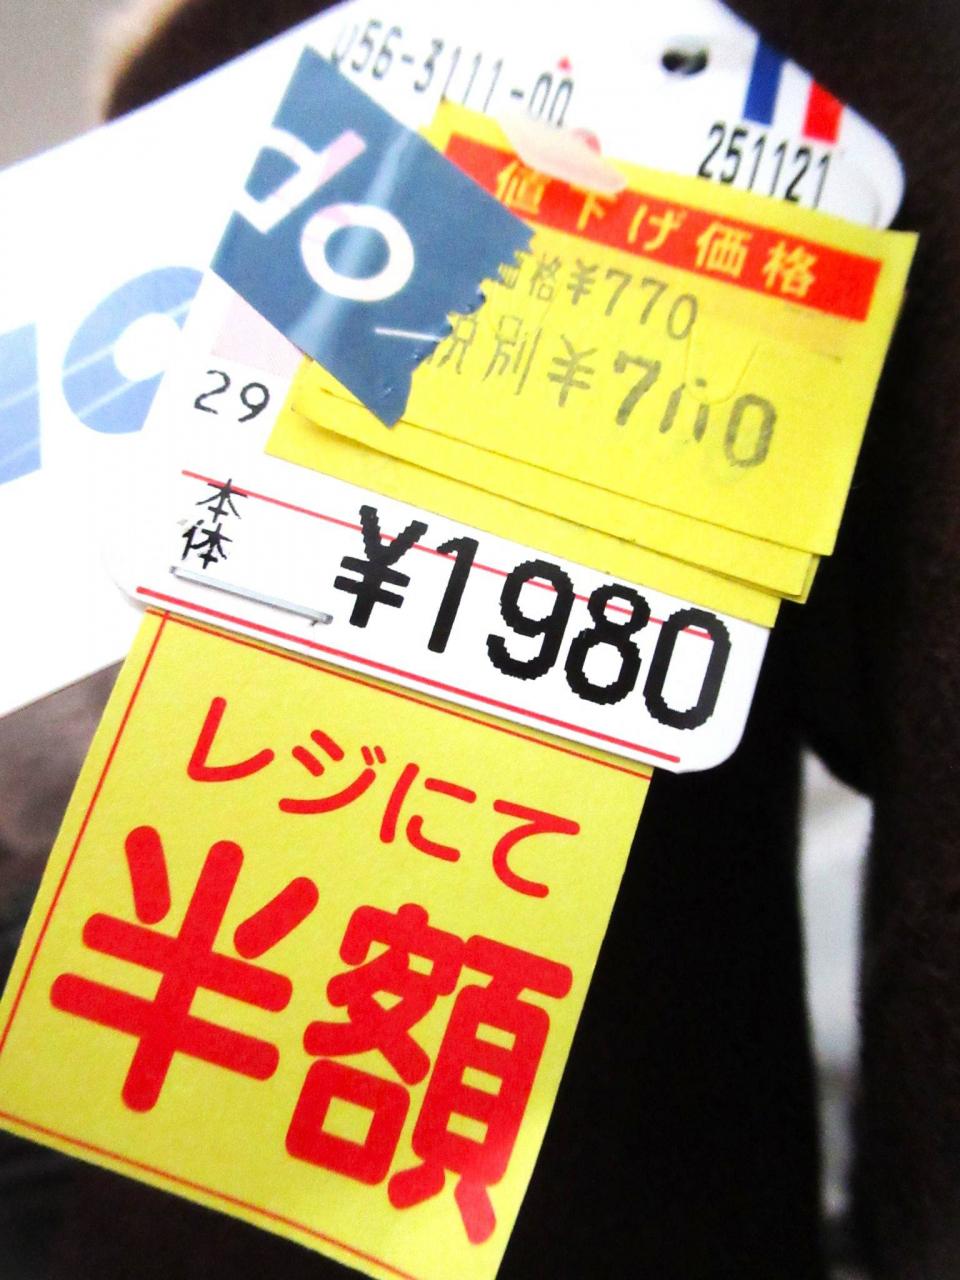 056-3111-00
251121
値下げ価格
価格¥770
税別¥700
29
本体
¥1980
レジにて
半額